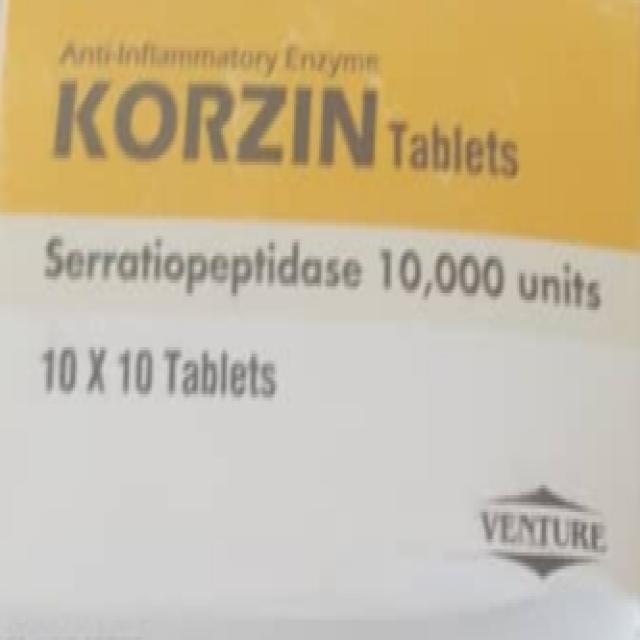 Anti-Inflammatory Enzyme
KORZIN Tablets
Serratiopeptidase 10,000 units
10 X 10 Tablets
VENTURE